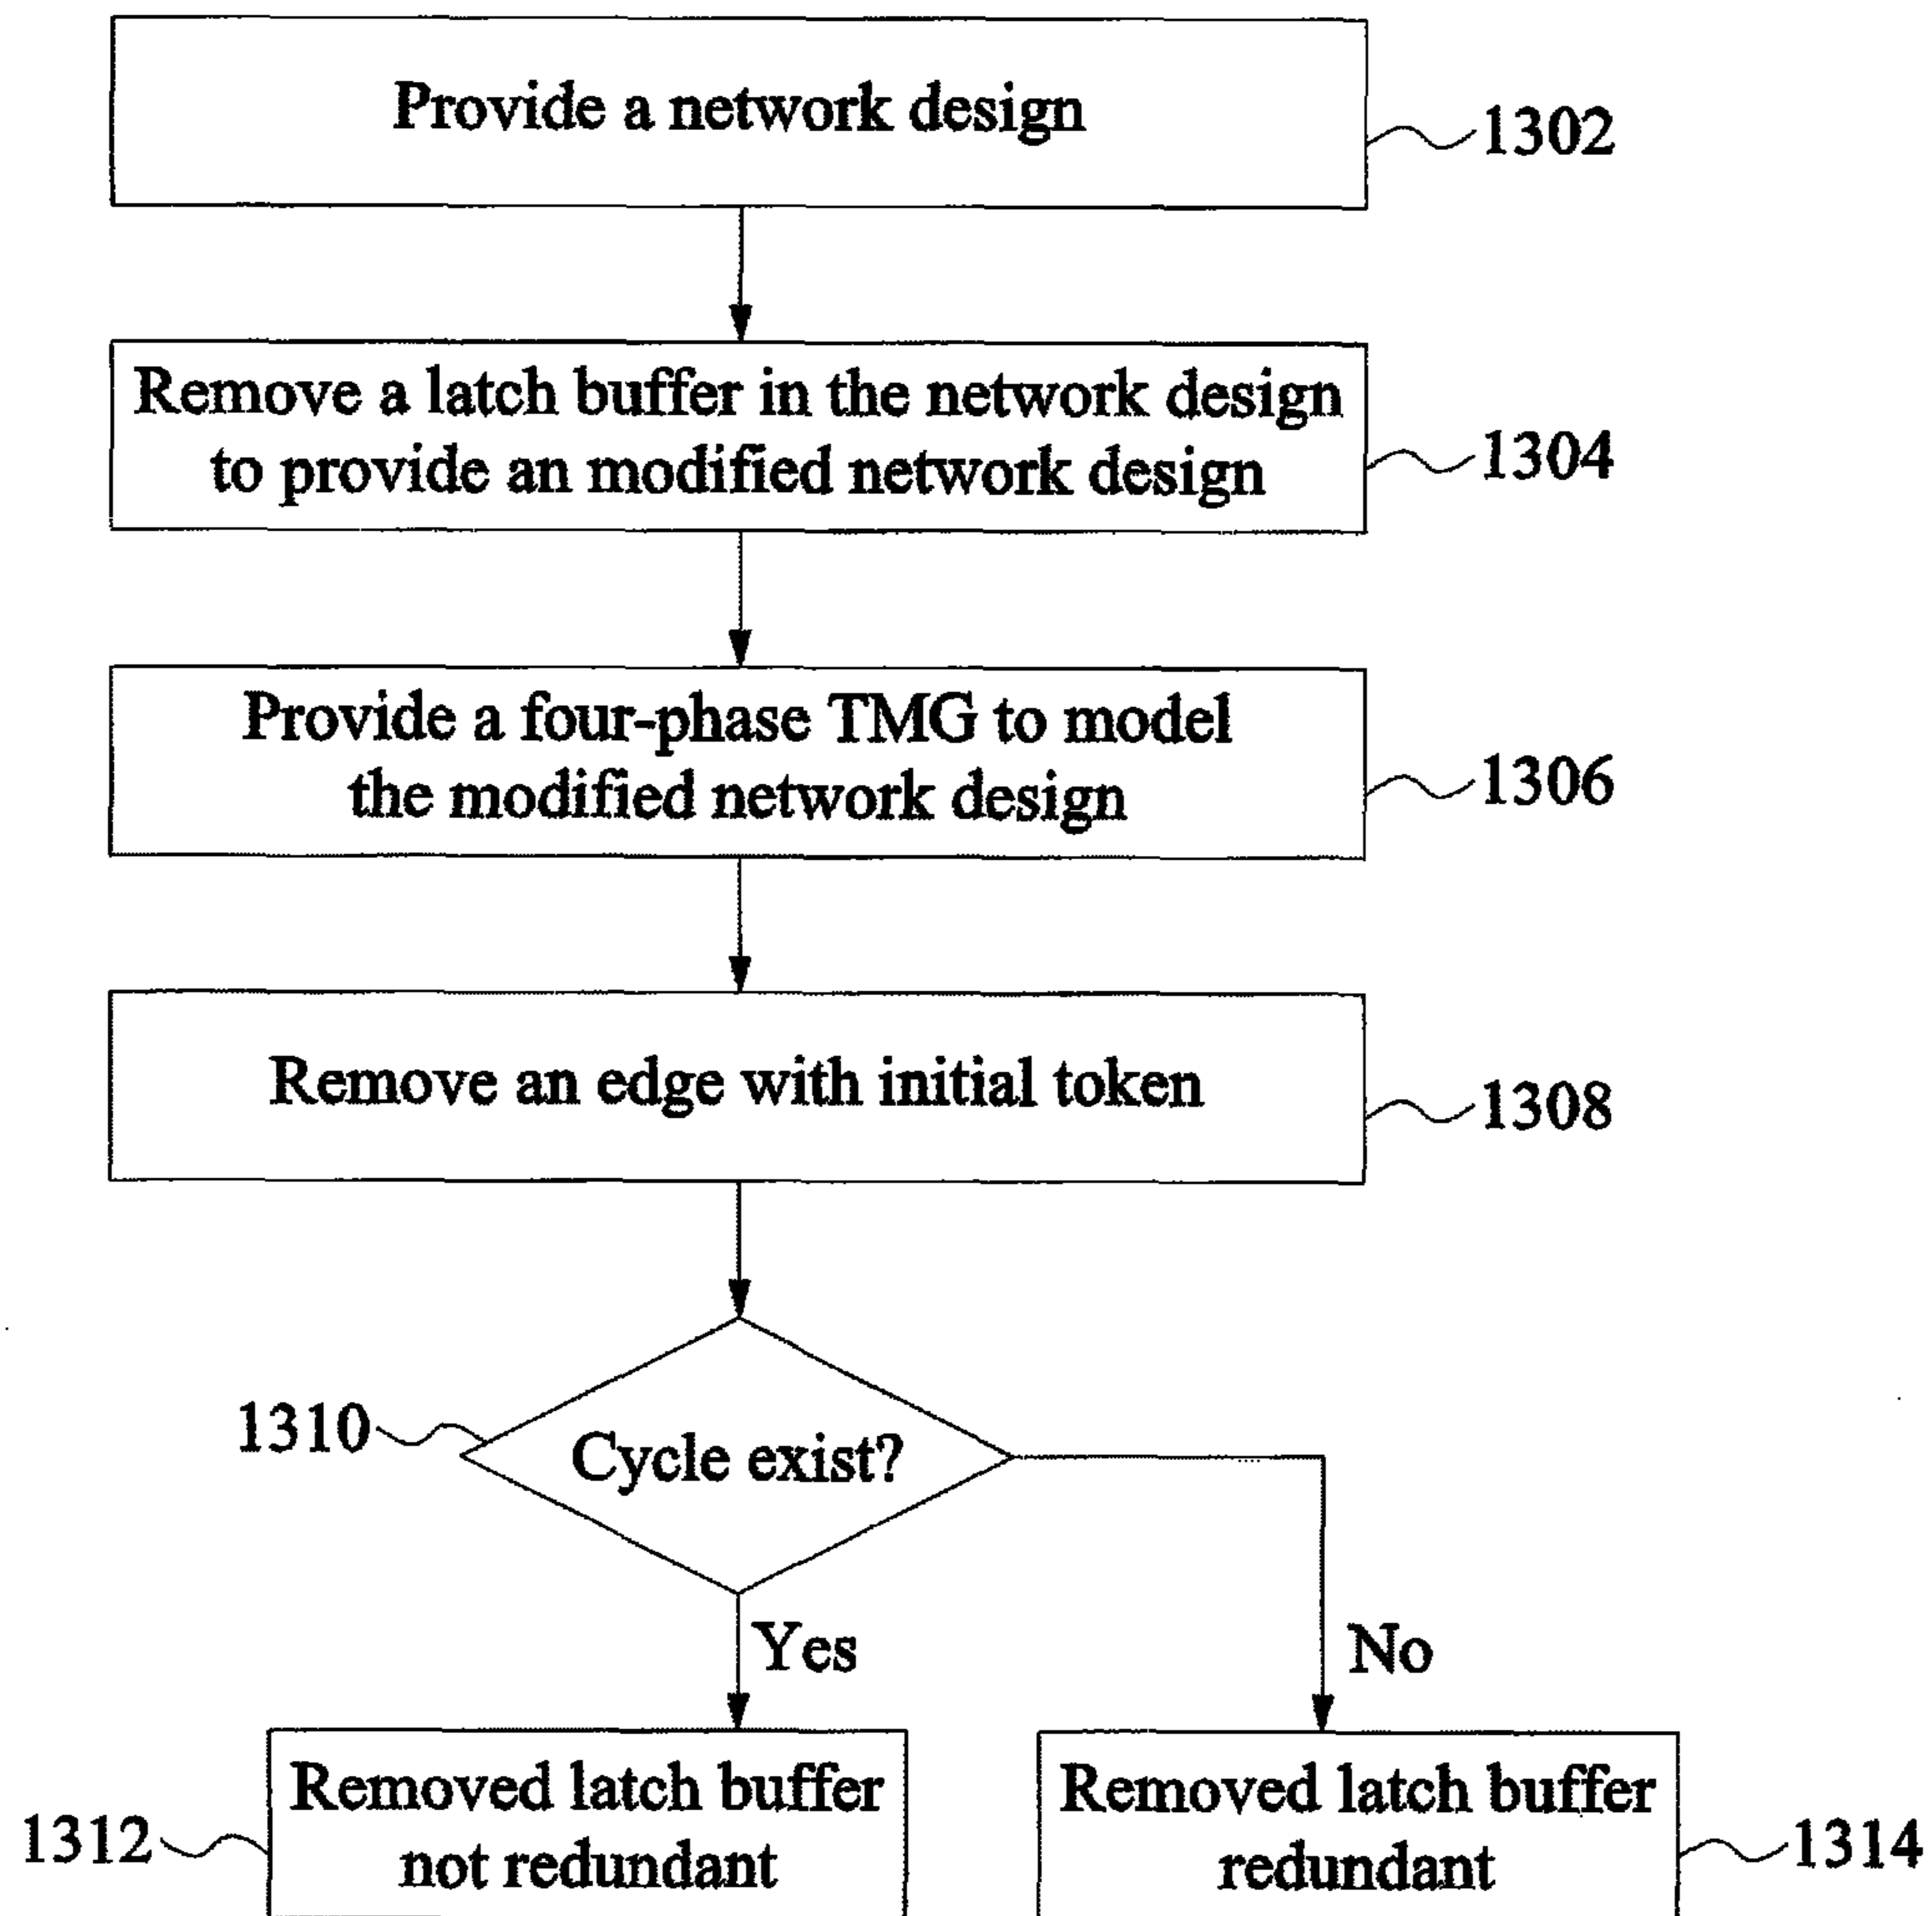 Provide a network design
1302
Remove a latch buffer in the network design
to provide an modified network design
1304
Provide a four-phase TMG to model
the modified network design
1306
Remove an edge with initial token
1308
1310
Cycle exist?
Yes
No
Removed latch buffer
not redundant
1312
Removed latch buffer
redundant
1314